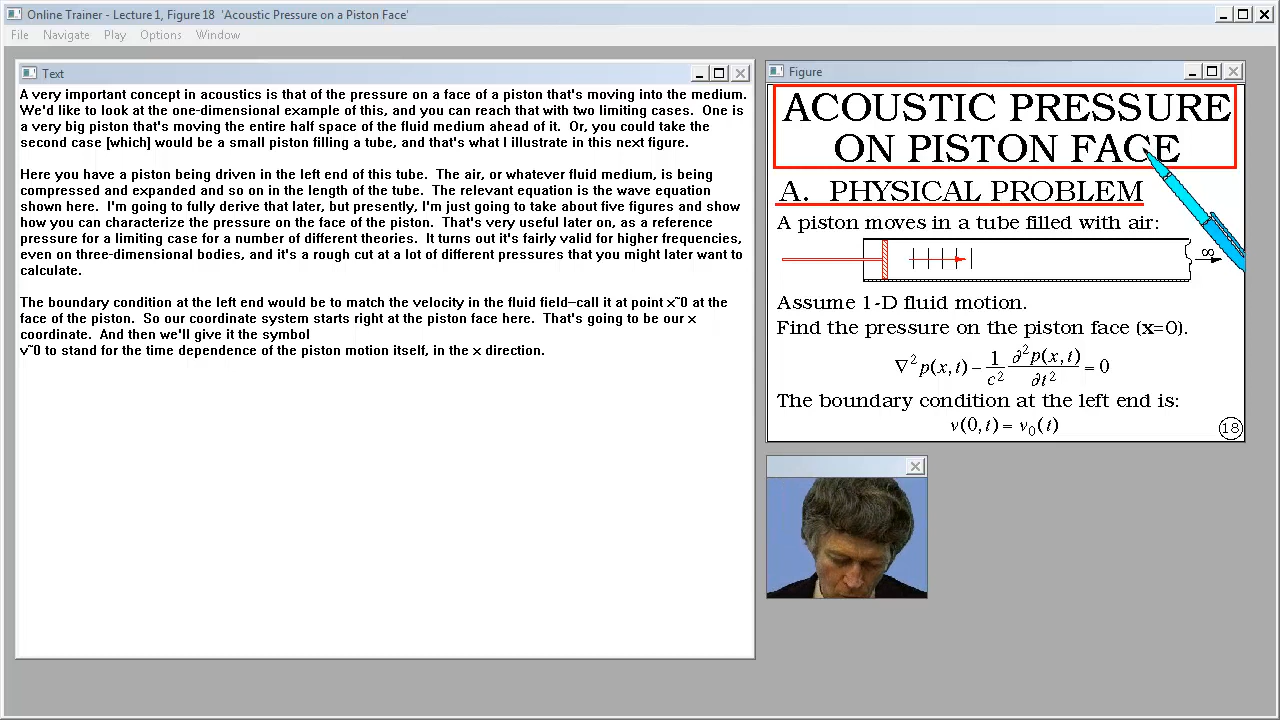 Online Trainer - Lecture 1, Figure 18  'Acoustic Pressure on a Piston Face'
File Navigate Play Options Window
Text
A very important concept in acoustics is that of the pressure on a face of a piston that's moving into the medium.
We'd like to look at the one-dimensional example of this, and you can reach that with two limiting cases.  One is
a very big piston that's moving the entire half space of the fluid medium ahead of it.  Or, you could take the
second case [which] would be a small piston filling a tube, and that's what I illustrate in this next figure.
Here you have a piston being driven in the left end of this tube.  The air, or whatever fluid medium, is being
compressed and expanded and so on in the length of the tube.  The relevant equation is the wave equation
shown here.  I'm going to fully derive that later, but presently, I'm just going to take about five figures and show
how you can characterize the pressure on the face of the piston.  That's very useful later on, as a reference
pressure for a limiting case for a number of different theories.  It turns out it's fairly valid for higher frequencies,
even on three-dimensional bodies, and it's a rough cut at a lot of different pressures that you might later want to
calculate.
The boundary condition at the left end would be to match the velocity in the fluid field–call it at point x~0 at the
face of the piston.  So our coordinate system starts right at the piston face here.  That's going to be our x
coordinate.  And then we'll give it the symbol
v~0 to stand for the time dependence of the piston motion itself, in the x direction.
Figure
ACOUSTIC PRESSURE
ON PISTON FACE
A.  PHYSICAL PROBLEM
A piston moves in a tube filled with air:
∞
Assume 1-D fluid motion.
Find the pressure on the piston face (x=0).
∇² p(x,t) − 1/c² ∂²p(x,t)/∂t² = 0
The boundary condition at the left end is:
v(0,t) = v₀(t)
18